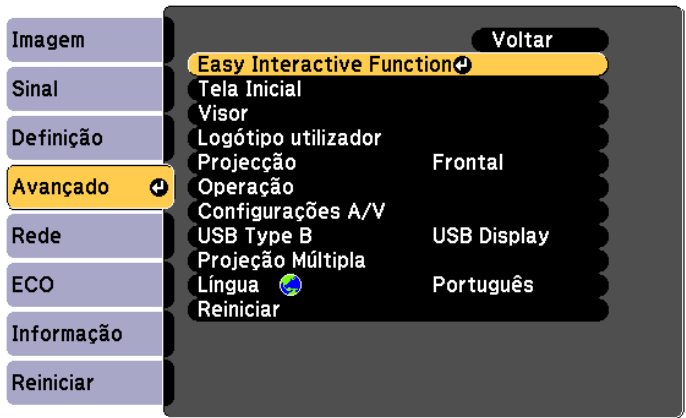 Imagem
Sinal
Definição
Avançado
Rede
ECO
Informação
Reiniciar
Voltar
Easy Interactive Function
Tela Inicial
Visor
Logótipo utilizador
Projecção Frontal
Operação
Configurações A/V
USB Type B USB Display
Projeção Múltipla
Língua Português
Reiniciar